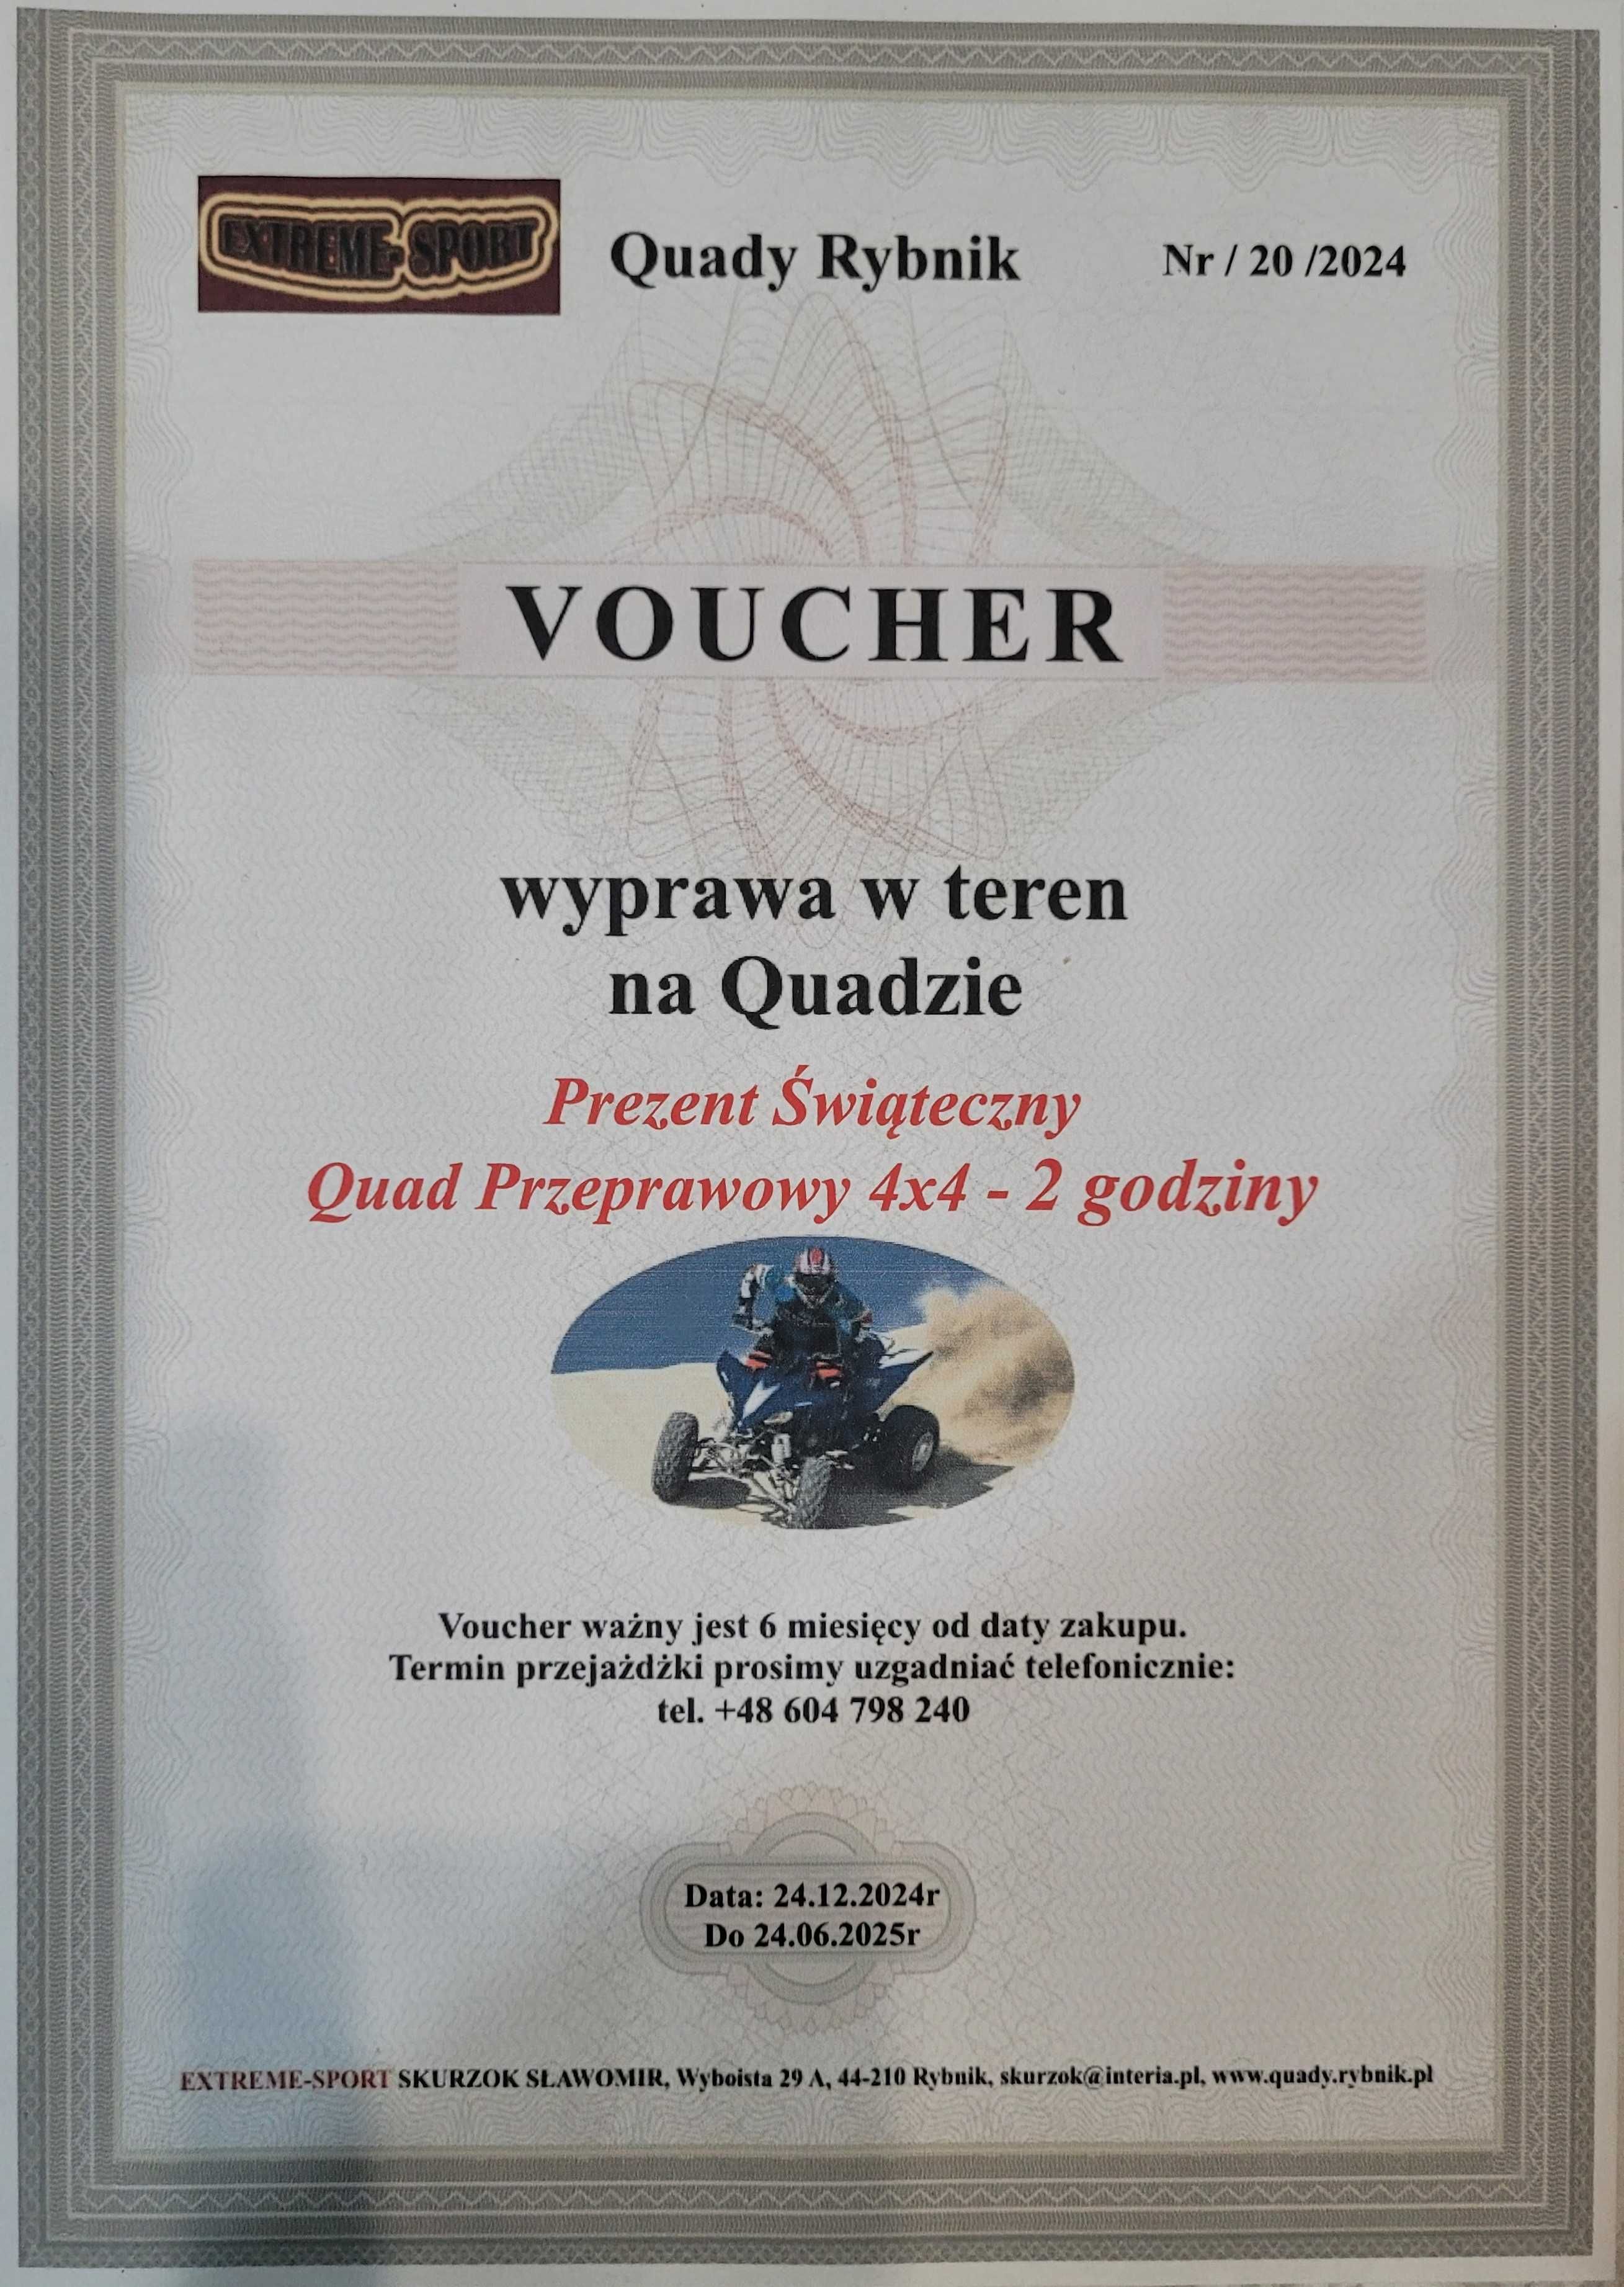 EXTREME-SPORT
Quady Rybnik
Nr / 20 /2024
VOUCHER
wyprawa w teren
na Quadzie
Prezent Świąteczny
Quad Przeprawowy 4x4 - 2 godziny
Voucher ważny jest 6 miesięcy od daty zakupu.
Termin przejażdżki prosimy uzgadniać telefonicznie:
tel. +48 604 798 240
Data: 24.12.2024r
Do 24.06.2025r
EXTREME-SPORT SKURZOK SŁAWOMIR, Wyboista 29 A, 44-210 Rybnik, skurzok@interia.pl, www.quady.rybnik.pl